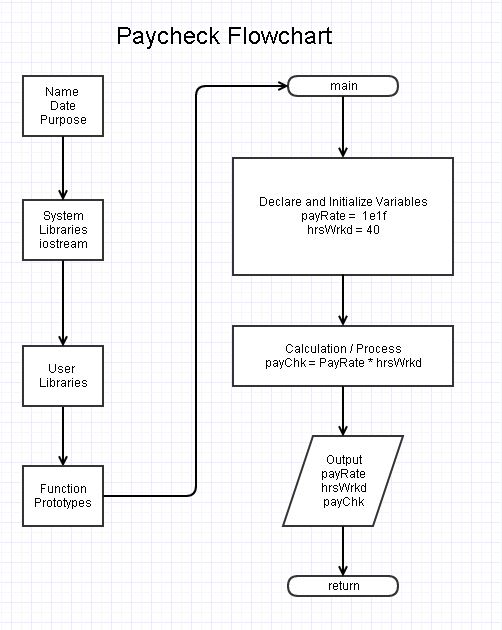 Paycheck Flowchart
Name
Date
Purpose
System
Libraries
iostream
User
Libraries
Function
Prototypes
main
Declare and Initialize Variables
payRate = 1e1f
hrsWrkd = 40
Calculation / Process
payChk = PayRate * hrsWrkd
Output
payRate
hrsWrkd
payChk
return